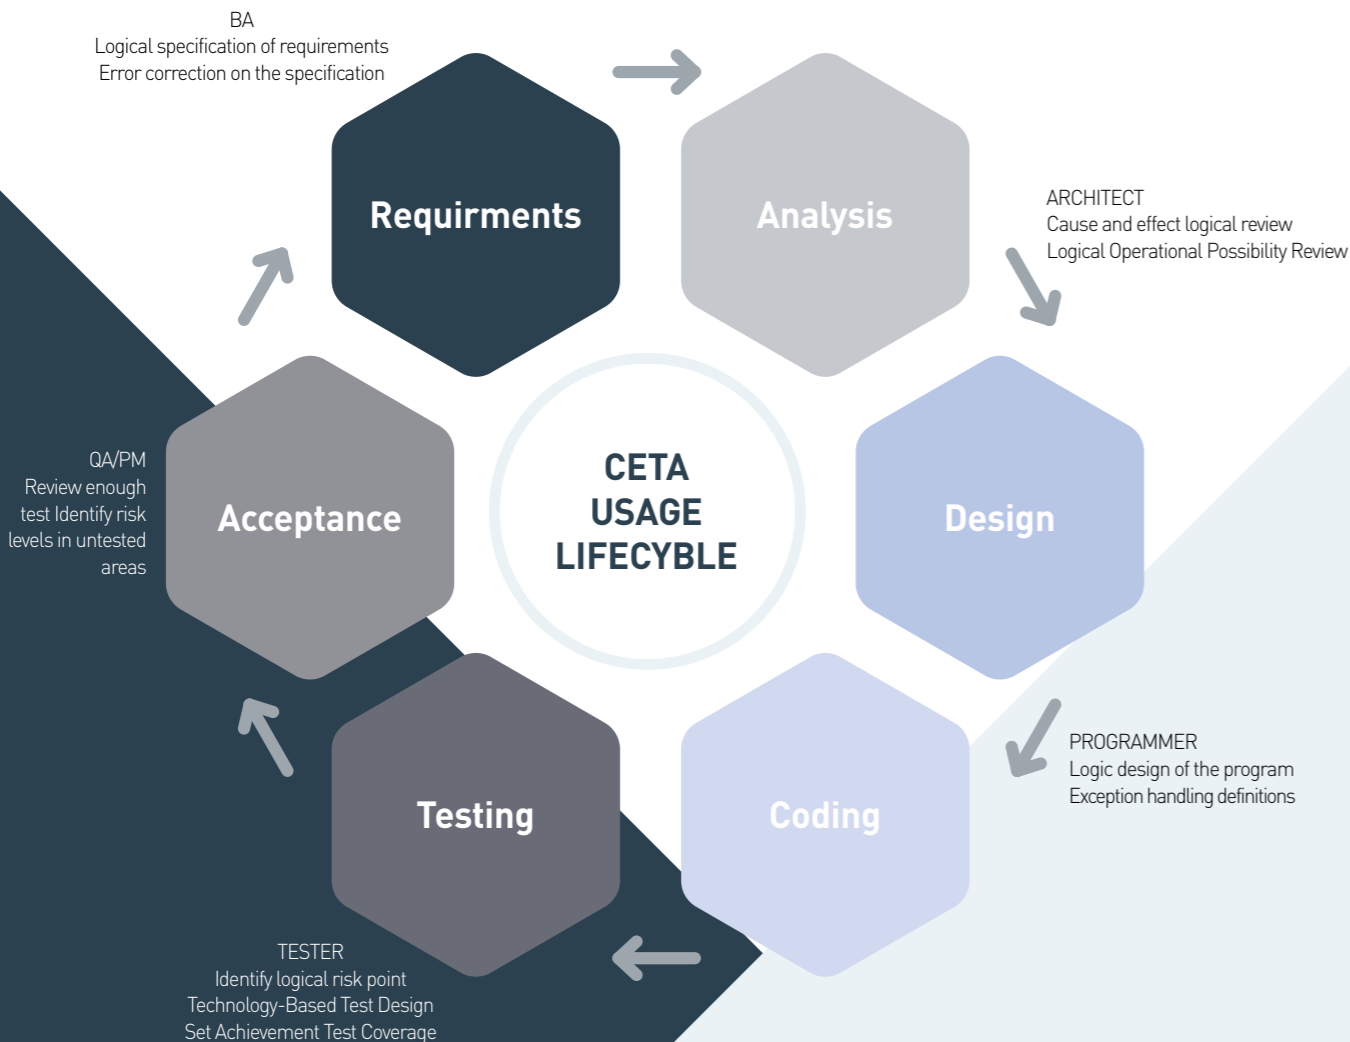 BA
Logical specification of requirements
Error correction on the specification
Requirments
Analysis
ARCHITECT
Cause and effect logical review
Logical Operational Possibility Review
QA/PM
Review enough
test Identify risk
levels in untested
areas
Acceptance
CETA
USAGE
LIFECYBLE
Design
PROGRAMMER
Logic design of the program
Exception handling definitions
Testing
Coding
TESTER
Identify logical risk point
Technology-Based Test Design
Set Achievement Test Coverage